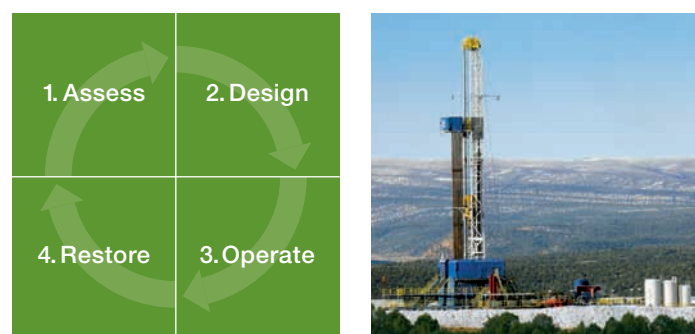 1. Assess
2. Design
4. Restore
3. Operate